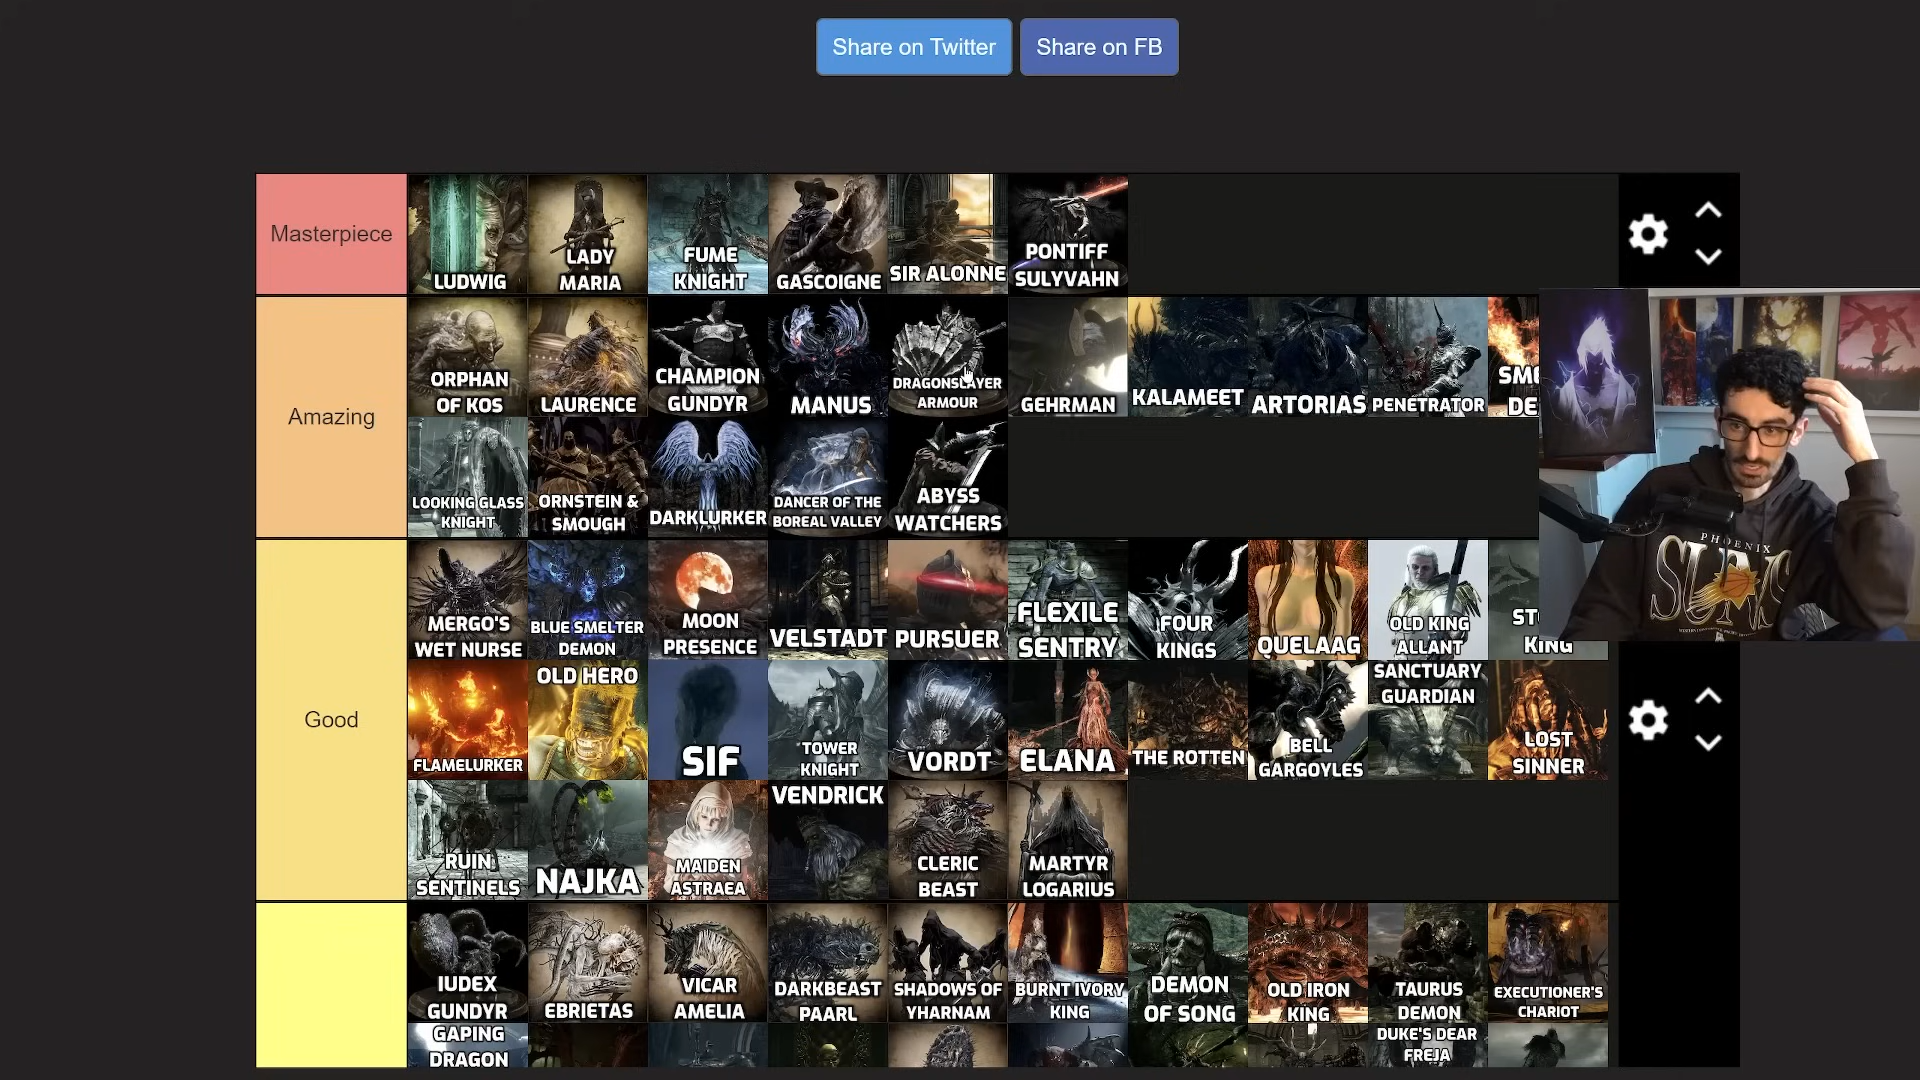 Share on Twitter
Share on FB
Masterpiece
LUDWIG
LADY
MARIA
FUME
KNIGHT
GASCOIGNE
SIR ALONNE
PONTIFF
SULYVAHN
Amazing
ORPHAN
OF KOS
LAURENCE
CHAMPION
GUNDYR
MANUS
DRAGONSLAYER
ARMOUR
GEHRMAN
KALAMEET
ARTORIAS
PENETRATOR
SME
DE
LOOKING GLASS
KNIGHT
ORNSTEIN &
SMOUGH
DARKLURKER
DANCER OF THE
BOREAL VALLEY
ABYSS
WATCHERS
PHOENIX
SUNS
Good
MERGO'S
WET NURSE
BLUE SMELTER
DEMON
MOON
PRESENCE
VELSTADT
PURSUER
FLEXILE
SENTRY
FOUR
KINGS
QUELAAG
OLD KING
ALLANT
ST
KING
FLAMELURKER
OLD HERO
SIF
TOWER
KNIGHT
VORDT
ELANA
THE ROTTEN
BELL
GARGOYLES
SANCTUARY
GUARDIAN
LOST
SINNER
RUIN
SENTINELS
NAJKA
MAIDEN
ASTRAEA
VENDRICK
CLERIC
BEAST
MARTYR
LOGARIUS
IUDEX
GUNDYR
EBRIETAS
VICAR
AMELIA
DARKBEAST
PAARL
SHADOWS OF
YHARNAM
BURNT IVORY
KING
DEMON
OF SONG
OLD IRON
KING
TAURUS
DEMON
EXECUTIONER'S
CHARIOT
GAPING
DRAGON
DUKE'S DEAR
FREJA